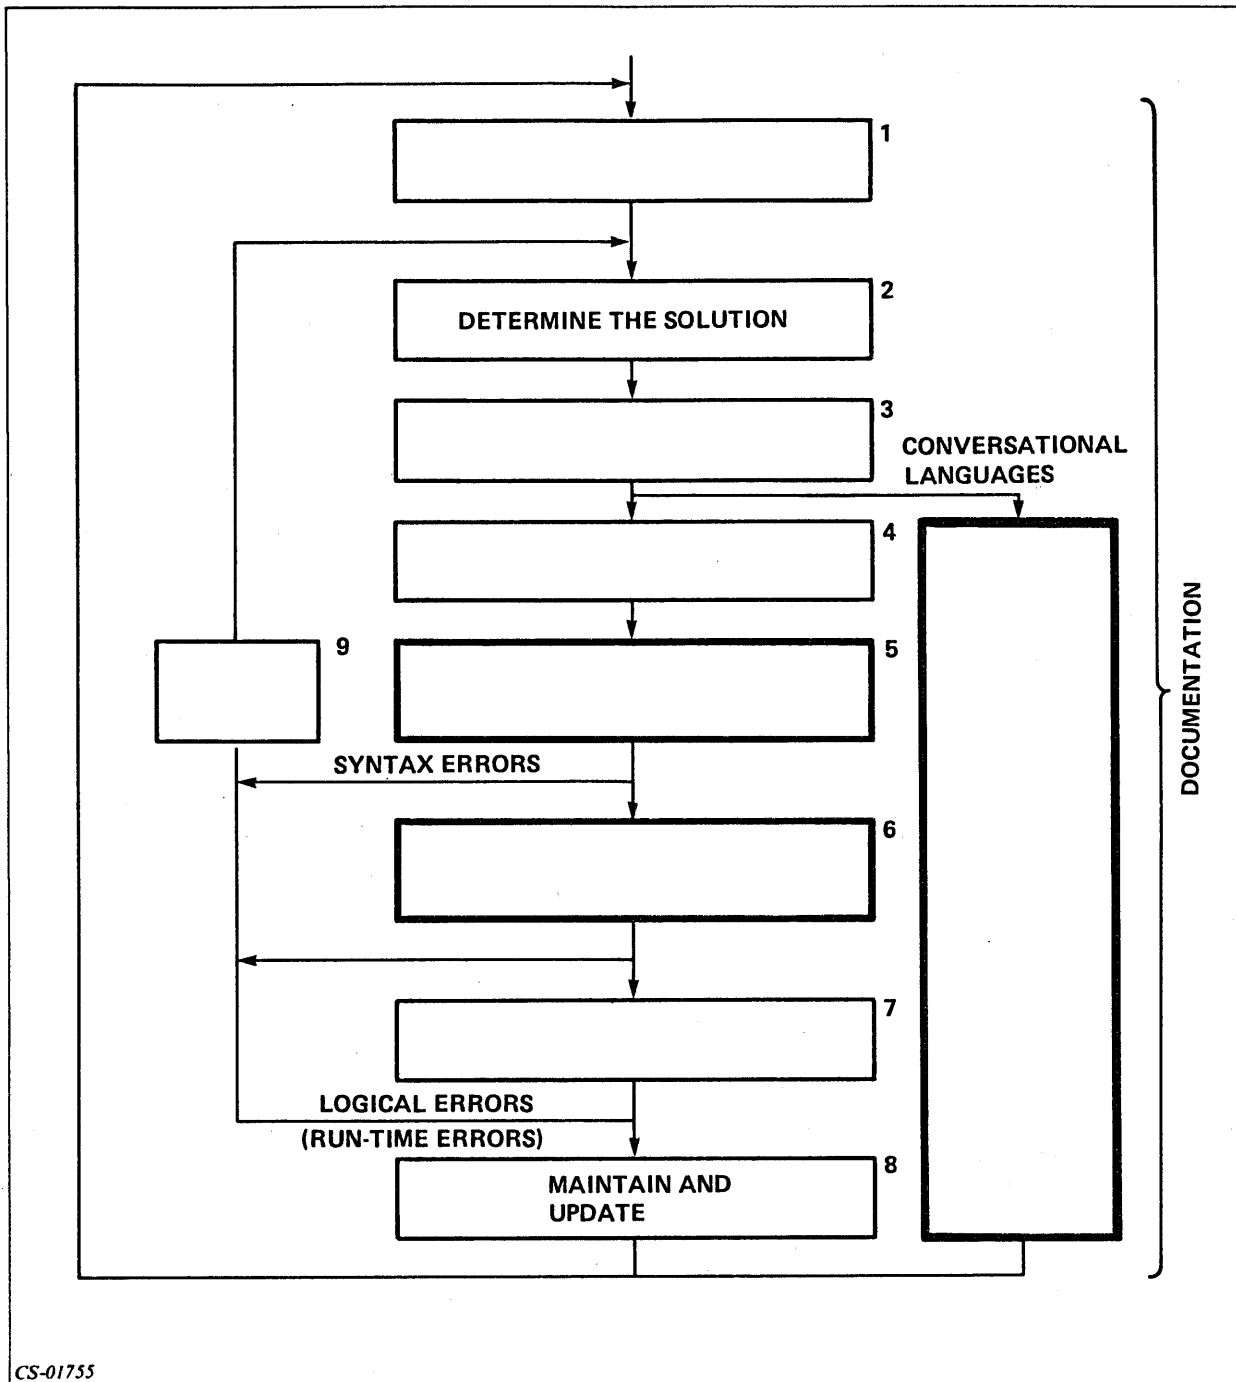 1
2
DETERMINE THE SOLUTION
3
CONVERSATIONAL
LANGUAGES
4
9
5
SYNTAX ERRORS
6
7
LOGICAL ERRORS
(RUN-TIME ERRORS)
8
MAINTAIN AND
UPDATE
DOCUMENTATION
CS-01755